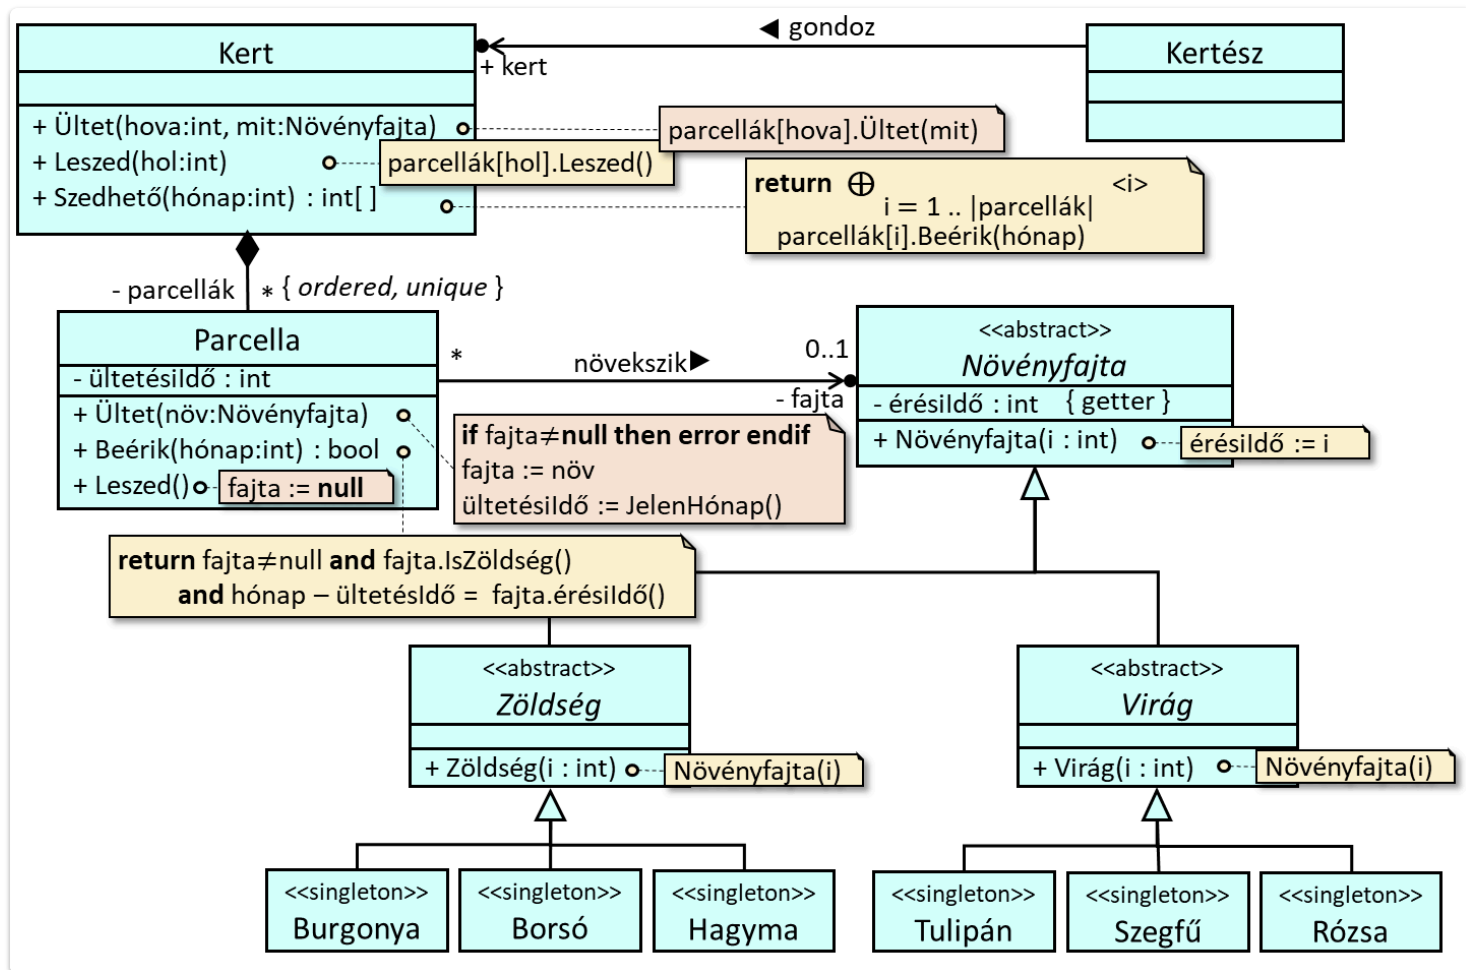 Kert
◄ gondoz
+ kert
Kertész
+ Ültet(hova:int, mit:Növényfajta)
parcellák[hova].Ültet(mit)
+ Leszed(hol:int)
parcellák[hol].Leszed()
+ Szedhető(hónap:int) : int[ ]
return ⊕ <i>
i = 1 .. |parcellák|
parcellák[i].Beérik(hónap)
- parcellák * { ordered, unique }
Parcella
- ültetésiIdő : int
+ Ültet(növ:Növényfajta)
+ Beérik(hónap:int) : bool
+ Leszed()
fajta := null
* növekszik► 0..1
- fajta
<<abstract>>
Növényfajta
- érésiIdő : int { getter }
+ Növényfajta(i : int)
érésiIdő := i
if fajta≠null then error endif
fajta := növ
ültetésiIdő := JelenHónap()
return fajta≠null and fajta.IsZöldség()
and hónap – ültetésIdő = fajta.érésiIdő()
<<abstract>>
Zöldség
+ Zöldség(i : int)
Növényfajta(i)
<<abstract>>
Virág
+ Virág(i : int)
Növényfajta(i)
<<singleton>>
Burgonya
<<singleton>>
Borsó
<<singleton>>
Hagyma
<<singleton>>
Tulipán
<<singleton>>
Szegfű
<<singleton>>
Rózsa